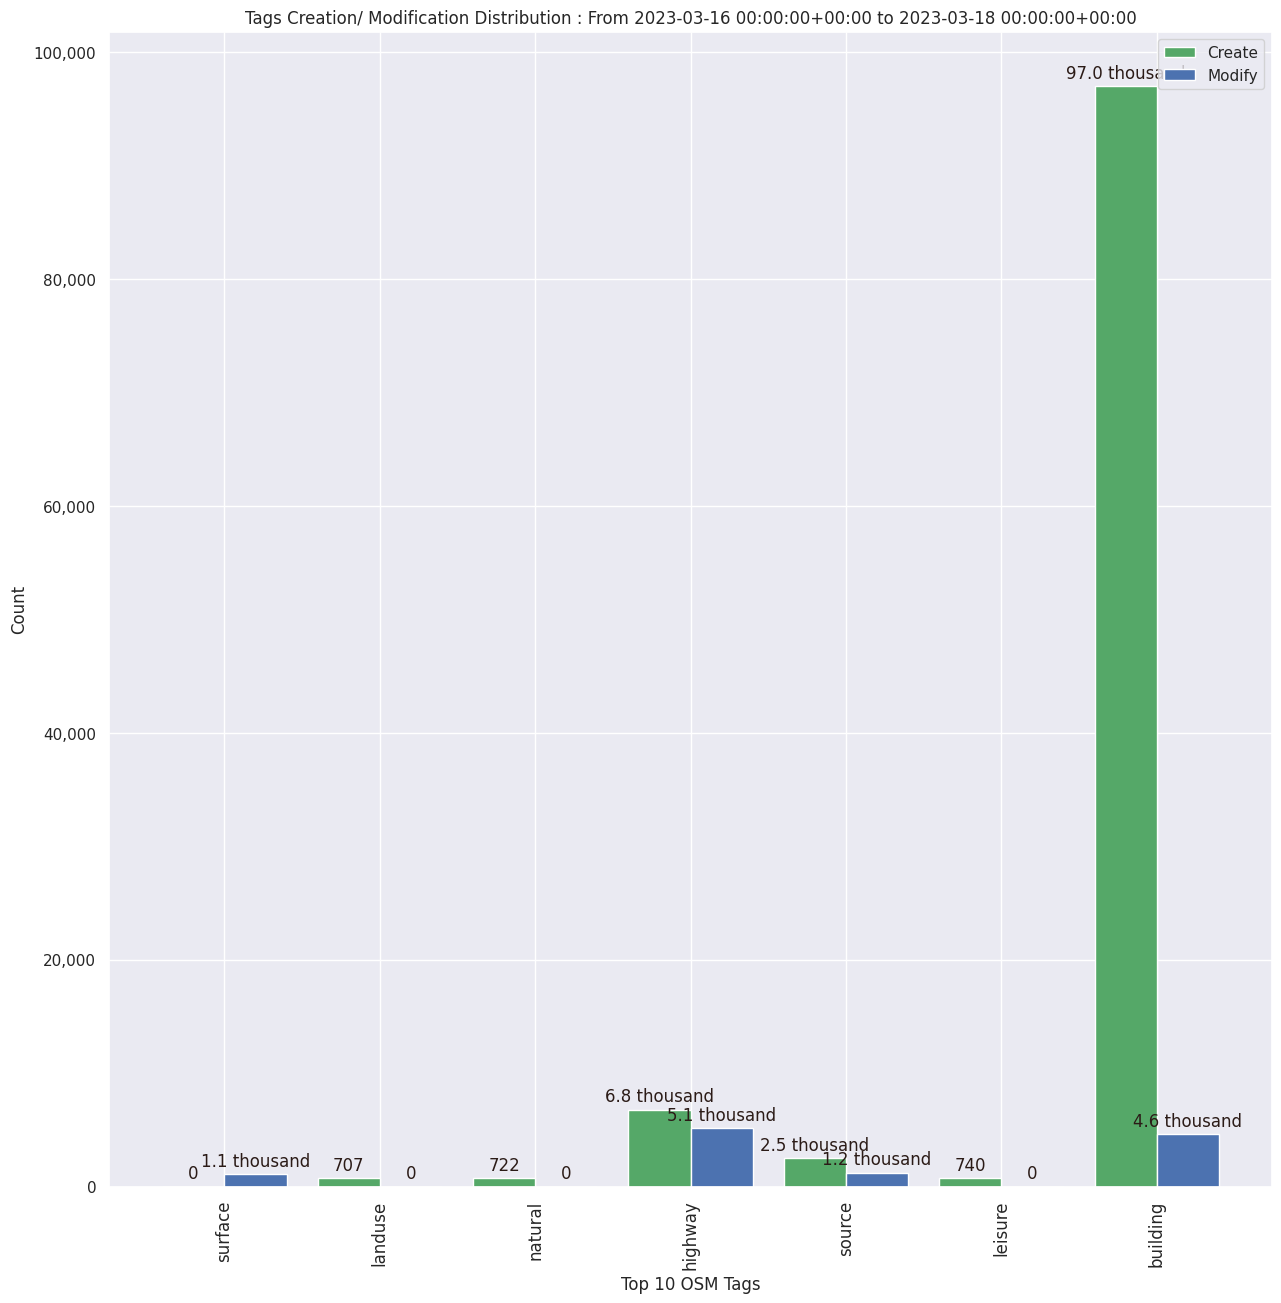 Tags Creation/ Modification Distribution : From 2023-03-16 00:00:00+00:00 to 2023-03-18 00:00:00+00:00
100,000
80,000
60,000
40,000
20,000
0
Count
Create
Modify
97.0
6.8 thousand
5.1 thousand
4.6 thousand
2.5 thousand
1.2 thousand
1.1 thousand
0
707
0
722
0
740
0
surface
landuse
natural
highway
source
leisure
building
Top 10 OSM Tags